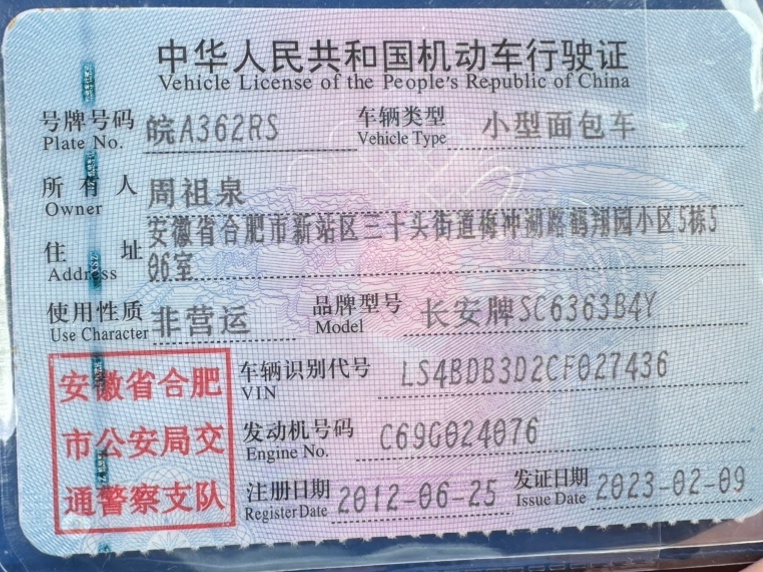 中华人民共和国机动车行驶证
Vehicle License of the People's Republic of China
号牌号码 皖A362RS 车辆类型 小型面包车
Plate No. Vehicle Type
所有人 周祖泉
Owner
住址 安徽省合肥市新站区三十头街道梅冲湖路鹤翔园小区5栋5
Address 06室
使用性质 非营运 品牌型号 长安牌SC6363B4Y
Use Character Model
安徽省合肥 车辆识别代号 LS4BDB3D2CF027436
VIN
市公安局交 发动机号码 C69G024076
Engine No.
通警察支队 注册日期 2012-06-25 发证日期 2023-02-09
Register Date Issue Date